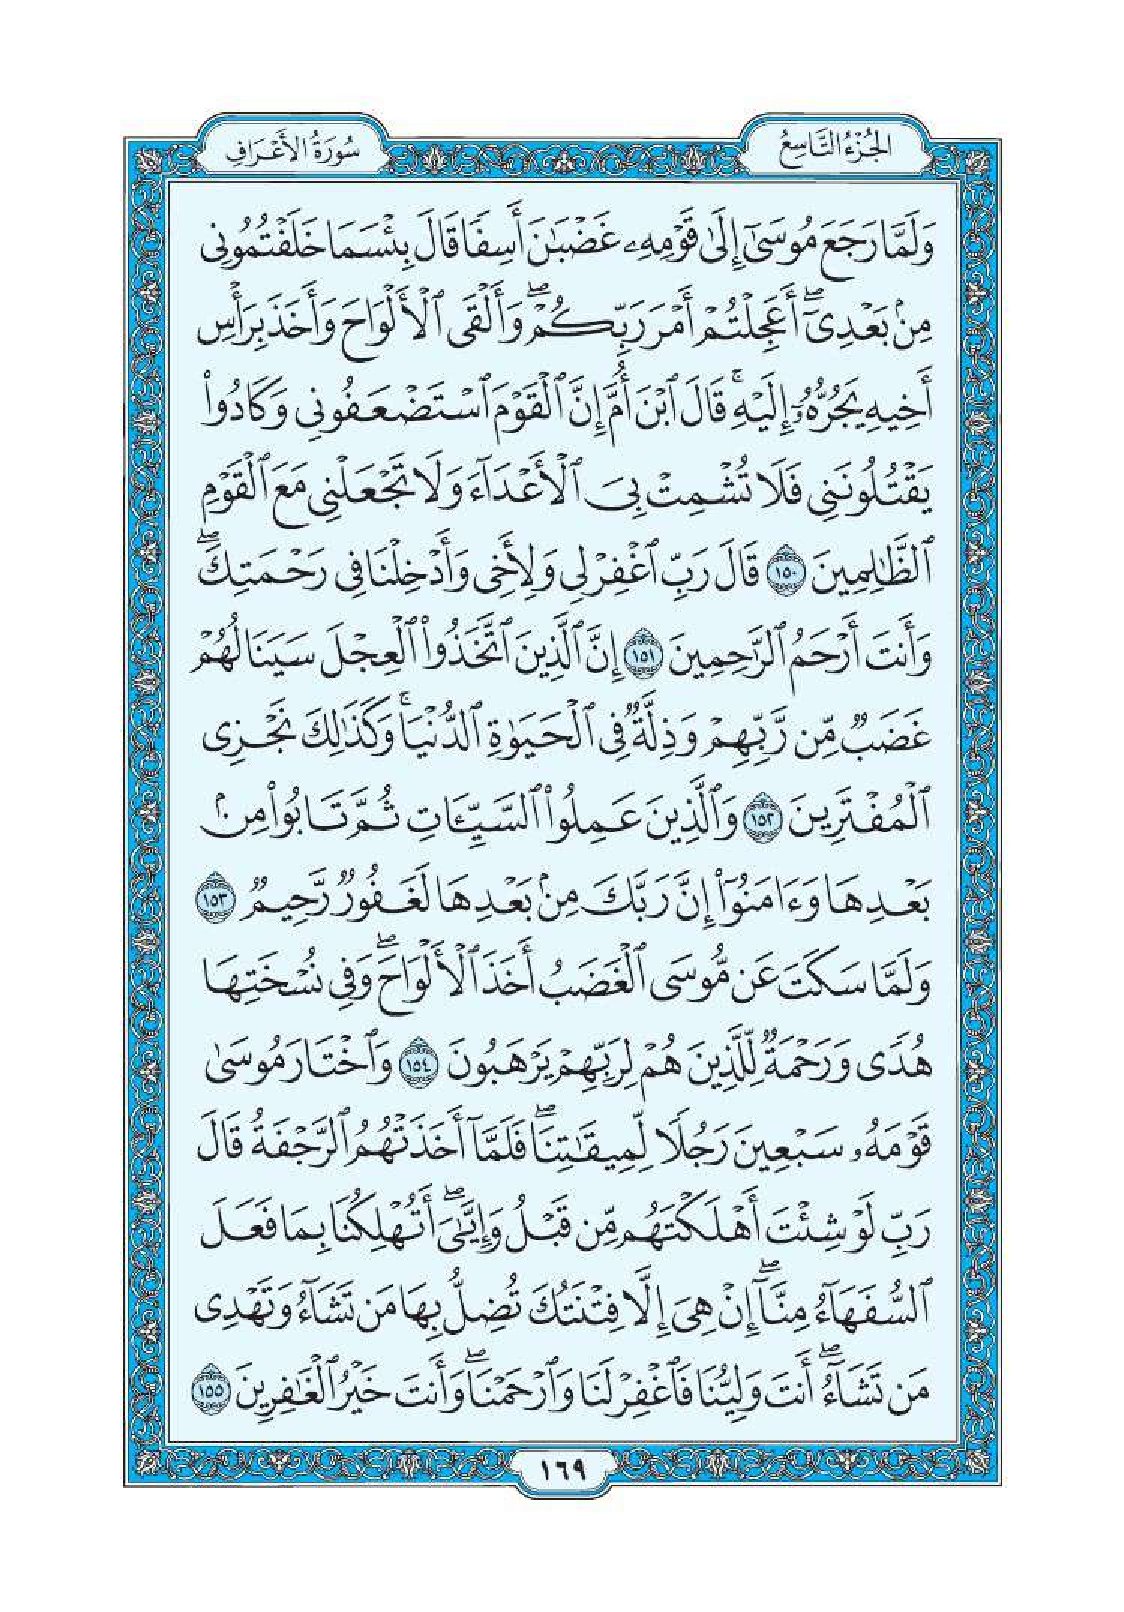 الجُزْءُ التَّاسِعُ
سُورَةُ الأَعْرَافِ
وَلَمَّا رَجَعَ مُوسَىٰٓ إِلَىٰ قَوْمِهِۦ غَضْبَٰنَ أَسِفًا قَالَ بِئْسَمَا خَلَفْتُمُونِى
مِنۢ بَعْدِىٓۖ أَعَجِلْتُمْ أَمْرَ رَبِّكُمْۖ وَأَلْقَى ٱلْأَلْوَاحَ وَأَخَذَ بِرَأْسِ
أَخِيهِ يَجُرُّهُۥٓ إِلَيْهِۚ قَالَ ٱبْنَ أُمَّ إِنَّ ٱلْقَوْمَ ٱسْتَضْعَفُونِى وَكَادُوا۟
يَقْتُلُونَنِى فَلَا تُشْمِتْ بِىَ ٱلْأَعْدَآءَ وَلَا تَجْعَلْنِى مَعَ ٱلْقَوْمِ
ٱلظَّٰلِمِينَ ١٥٠ قَالَ رَبِّ ٱغْفِرْ لِى وَلِأَخِى وَأَدْخِلْنَا فِى رَحْمَتِكَۖ
وَأَنتَ أَرْحَمُ ٱلرَّٰحِمِينَ ١٥١ إِنَّ ٱلَّذِينَ ٱتَّخَذُوا۟ ٱلْعِجْلَ سَيَنَالُهُمْ
غَضَبٌ مِّن رَّبِّهِمْ وَذِلَّةٌ فِى ٱلْحَيَوٰةِ ٱلدُّنْيَاۚ وَكَذَٰلِكَ نَجْزِى
ٱلْمُفْتَرِينَ ١٥٢ وَٱلَّذِينَ عَمِلُوا۟ ٱلسَّيِّـَٔاتِ ثُمَّ تَابُوا۟ مِنۢ
بَعْدِهَا وَءَامَنُوٓا۟ إِنَّ رَبَّكَ مِنۢ بَعْدِهَا لَغَفُورٌ رَّحِيمٌ ١٥٣
وَلَمَّا سَكَتَ عَن مُّوسَى ٱلْغَضَبُ أَخَذَ ٱلْأَلْوَاحَۖ وَفِى نُسْخَتِهَا
هُدًى وَرَحْمَةٌ لِّلَّذِينَ هُمْ لِرَبِّهِمْ يَرْهَبُونَ ١٥٤ وَٱخْتَارَ مُوسَىٰ
قَوْمَهُۥ سَبْعِينَ رَجُلًا لِّمِيقَٰتِنَاۖ فَلَمَّآ أَخَذَتْهُمُ ٱلرَّجْفَةُ قَالَ
رَبِّ لَوْ شِئْتَ أَهْلَكْتَهُم مِّن قَبْلُ وَإِيَّٰىَۖ أَتُهْلِكُنَا بِمَا فَعَلَ
ٱلسُّفَهَآءُ مِنَّآۖ إِنْ هِىَ إِلَّا فِتْنَتُكَ تُضِلُّ بِهَا مَن تَشَآءُ وَتَهْدِى
مَن تَشَآءُۖ أَنتَ وَلِيُّنَا فَٱغْفِرْ لَنَا وَٱرْحَمْنَاۖ وَأَنتَ خَيْرُ ٱلْغَٰفِرِينَ ١٥٥
١٦٩